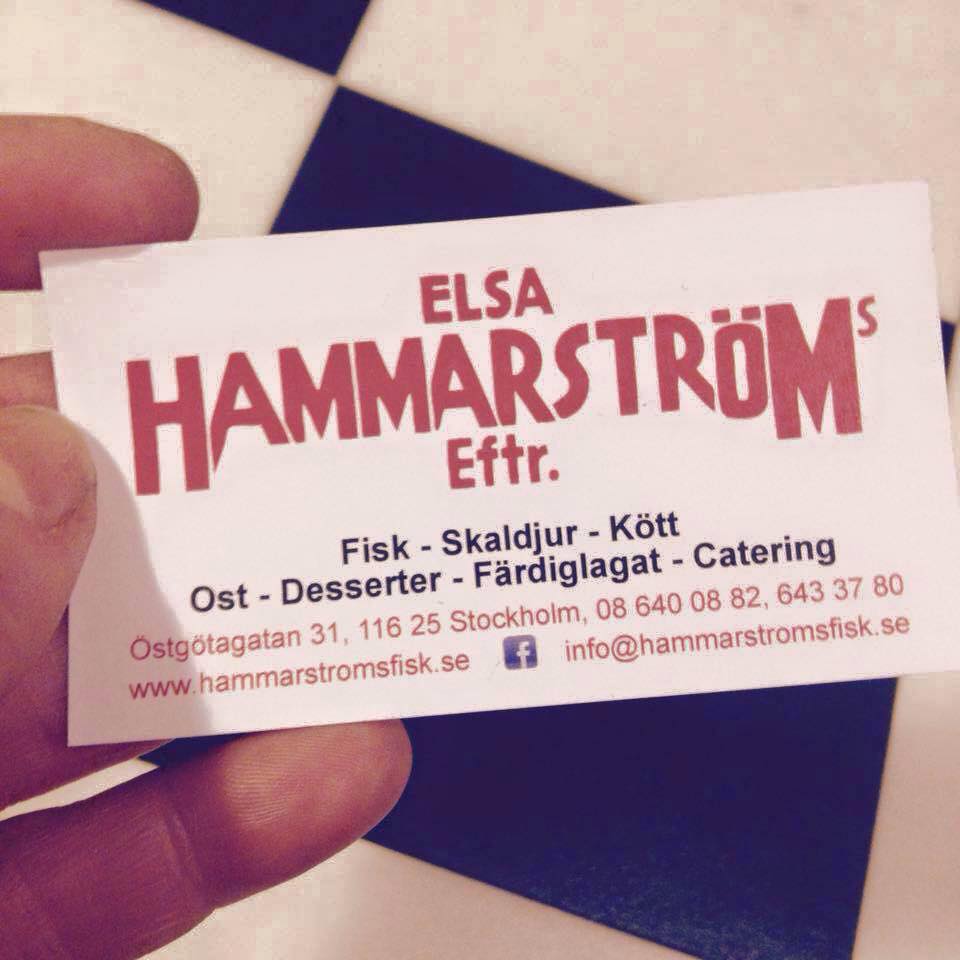 ELSA
HAMMARSTRÖMS
Eftr.
Fisk - Skaldjur - Kött
Ost - Desserter - Färdiglagat - Catering
Östgötagatan 31, 116 25 Stockholm, 08 640 08 82, 643 37 80
www.hammarstromsfisk.se f info@hammarstromsfisk.se